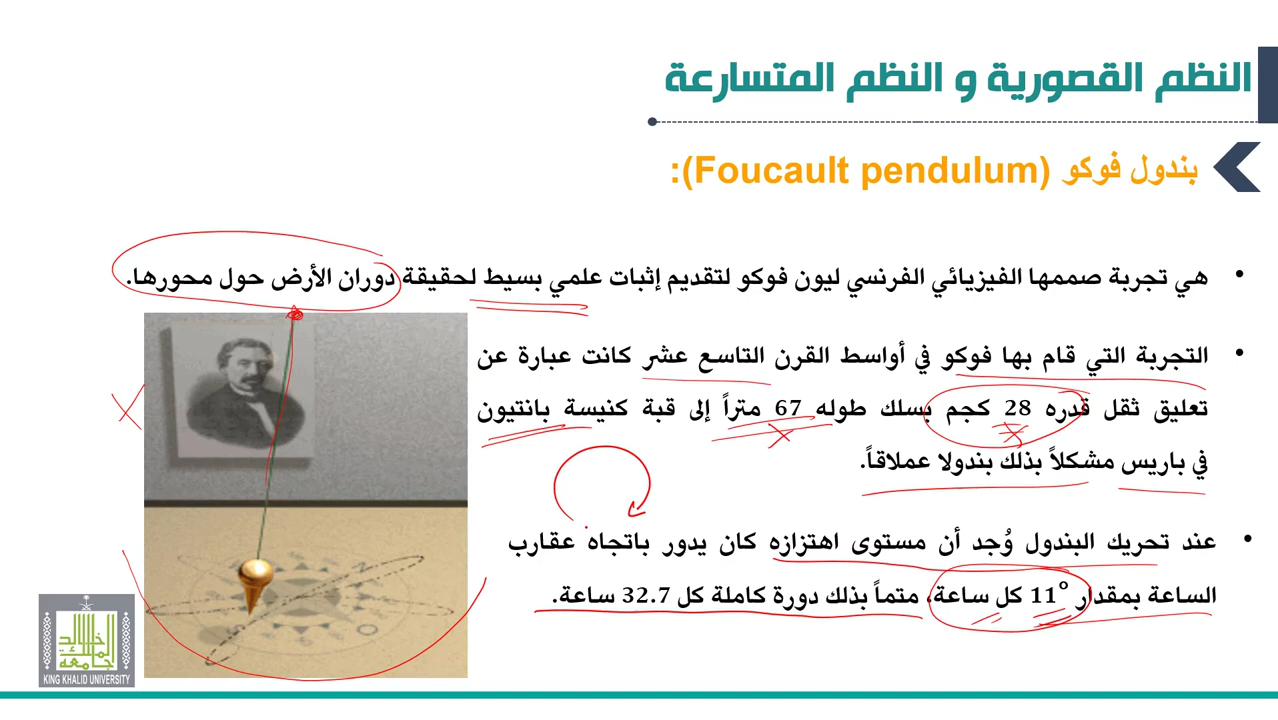 النظم القصورية و النظم المتسارعة
بندول فوكو (Foucault pendulum):
• هي تجربة صممها الفيزيائي الفرنسي ليون فوكو لتقديم إثبات علمي بسيط لحقيقة دوران الأرض حول محورها.
• التجربة التي قام بها فوكو في أواسط القرن التاسع عشر كانت عبارة عن
تعليق ثقل قدره 28 كجم بسلك طوله 67 متراً إلى قبة كنيسة بانتيون
في باريس مشكلاً بذلك بندولا عملاقاً.
• عند تحريك البندول وُجد أن مستوى اهتزازه كان يدور باتجاه عقارب
الساعة بمقدار 11° كل ساعة، متماً بذلك دورة كاملة كل 32.7 ساعة.
جامعة الملك خالد
KING KHALID UNIVERSITY